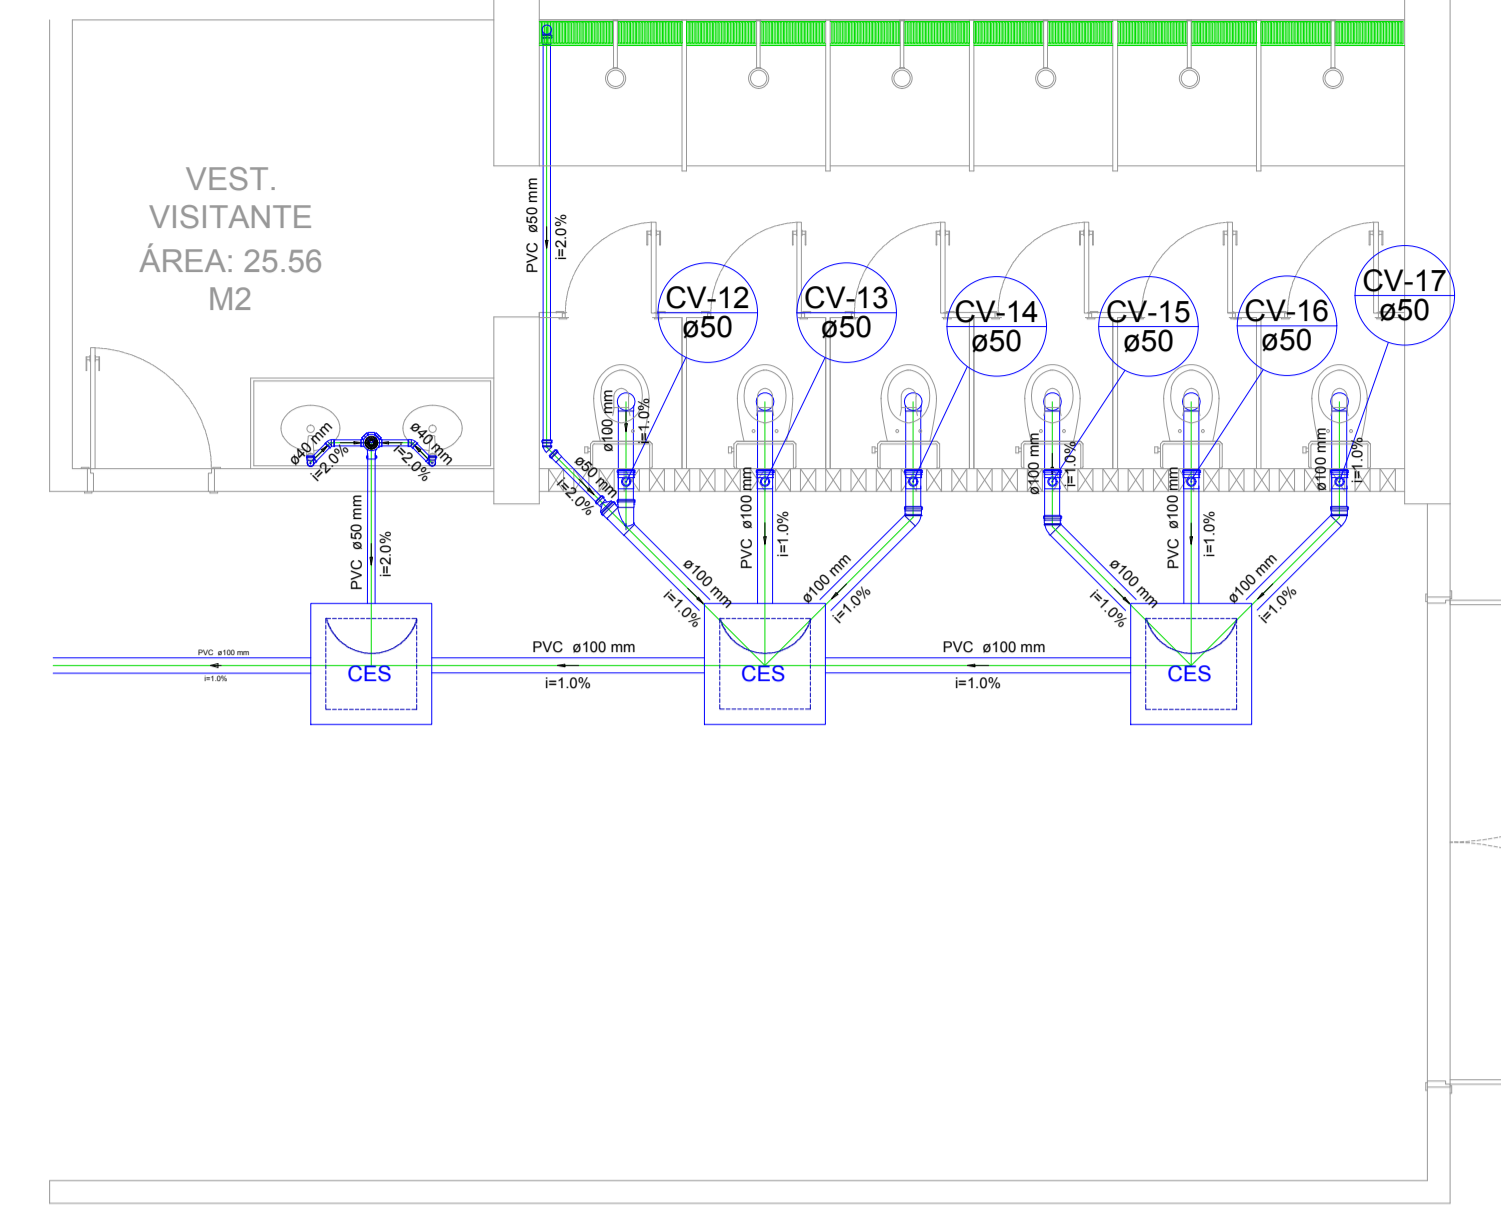 VEST.
VISITANTE
ÁREA: 25.56
M2
PVC ø50 mm
i=2.0%
CV-12
ø50
CV-13
ø50
CV-14
ø50
CV-15
ø50
CV-16
ø50
CV-17
ø50
ø40 mm
i=2.0%
ø40 mm
i=2.0%
PVC ø50 mm
i=2.0%
ø50 mm
i=2.0%
ø100 mm
i=1.0%
ø100 mm
i=1.0%
PVC ø100 mm
i=1.0%
ø100 mm
i=1.0%
ø100 mm
i=1.0%
ø100 mm
i=1.0%
PVC ø100 mm
i=1.0%
ø100 mm
i=1.0%
ø100 mm
i=1.0%
PVC ø100 mm
i=1.0%
CES
PVC ø100 mm
i=1.0%
CES
PVC ø100 mm
i=1.0%
CES